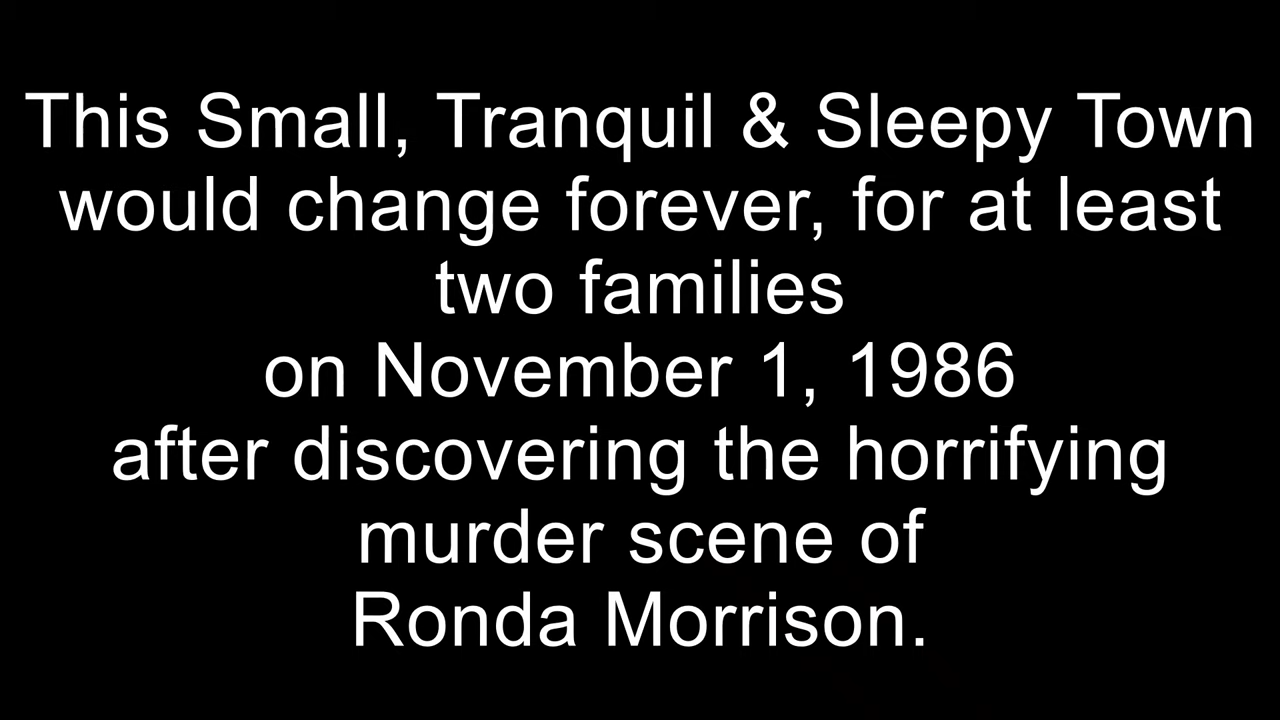 This Small, Tranquil & Sleepy Town
would change forever, for at least
two families
on November 1, 1986
after discovering the horrifying
murder scene of
Ronda Morrison.